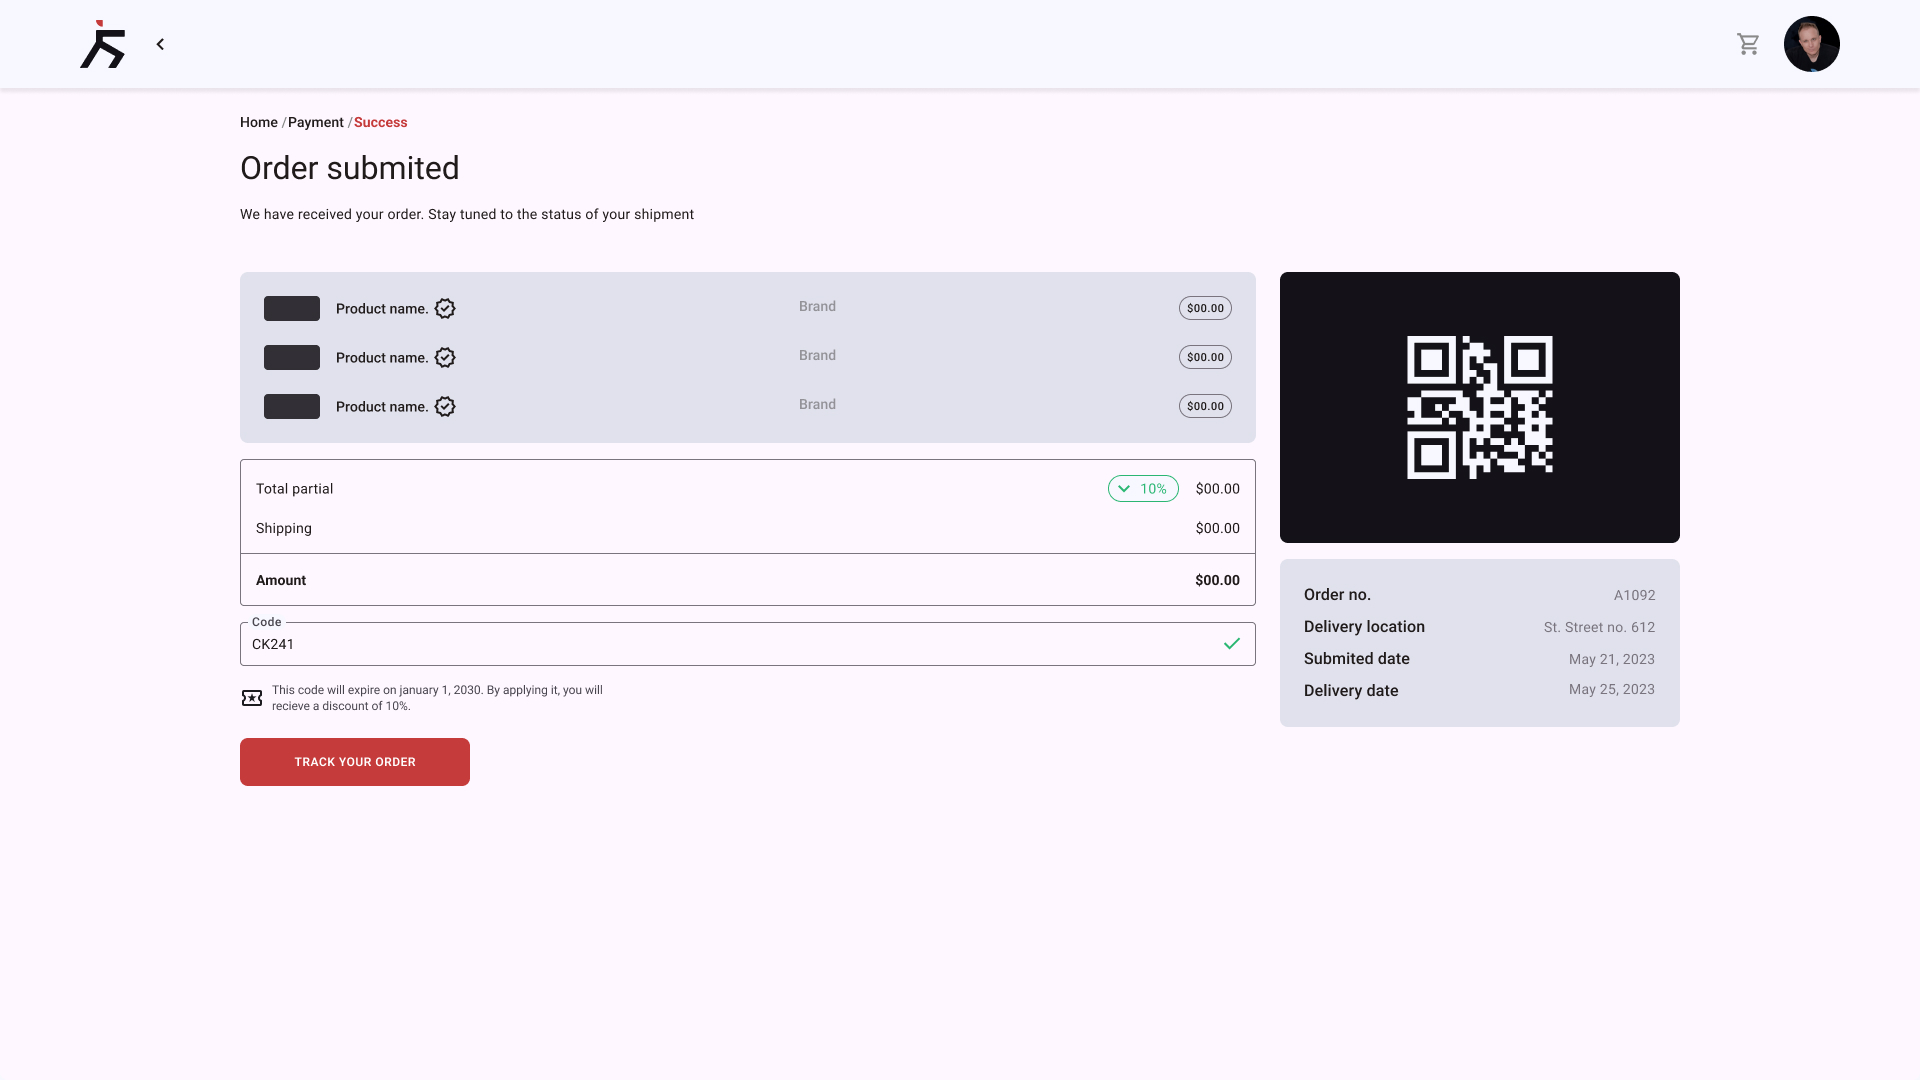 Home / Payment / Success
Order submited
We have received your order. Stay tuned to the status of your shipment
Product name. Brand $00.00
Product name. Brand $00.00
Product name. Brand $00.00
Total partial 10% $00.00
Shipping $00.00
Amount $00.00
Code
CK241
This code will expire on january 1, 2030. By applying it, you will
recieve a discount of 10%.
TRACK YOUR ORDER
Order no. A1092
Delivery location St. Street no. 612
Submited date May 21, 2023
Delivery date May 25, 2023